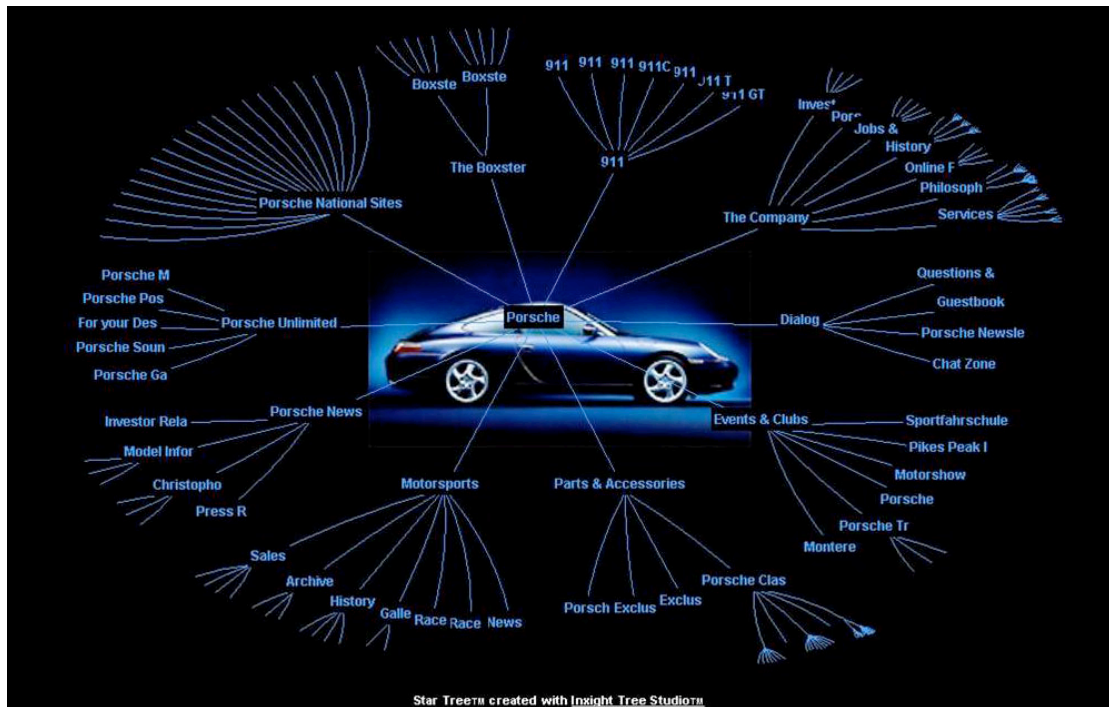 Boxste
Boxste
911
911
911
911C
911
911 T
911 GT
The Boxster
911
Invest
Pors
Jobs &
History
Online F
Philosoph
Services
The Company
Porsche National Sites
Porsche
Porsche M
Porsche Pos
For your Des
Porsche Soun
Porsche Ga
Porsche Unlimited
Dialog
Questions &
Guestbook
Porsche Newsle
Chat Zone
Porsche News
Investor Rela
Model Infor
Christopho
Press R
Events & Clubs
Sportfahrschule
Pikes Peak I
Motorshow
Porsche
Porsche Tr
Montere
Motorsports
Sales
Archive
History
Galle
Race
Race
News
Parts & Accessories
Porsch
Exclus
Exclus
Porsche Clas
Star Tree™ created with Inxight Tree Studio™